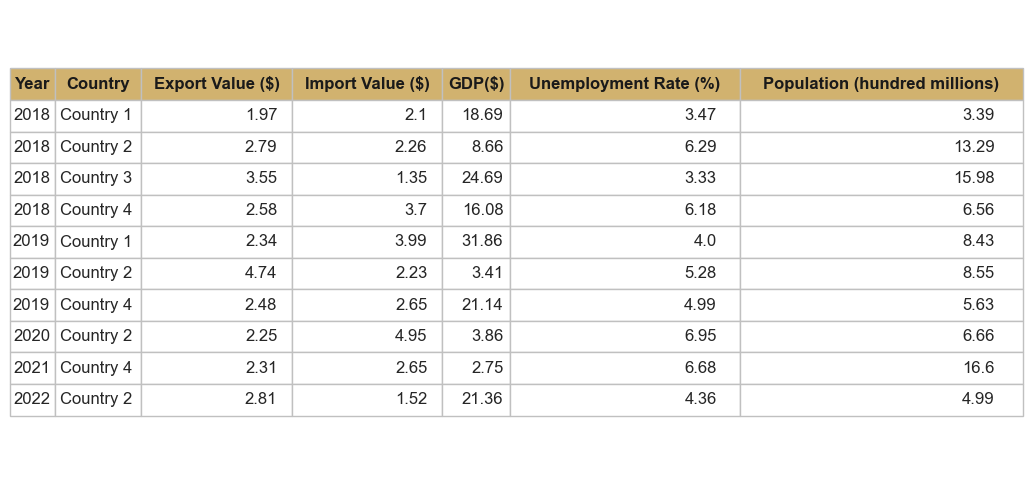 Year Country Export Value ($) Import Value ($) GDP($) Unemployment Rate (%) Population (hundred millions)
2018 Country 1 1.97 2.1 18.69 3.47 3.39
2018 Country 2 2.79 2.26 8.66 6.29 13.29
2018 Country 3 3.55 1.35 24.69 3.33 15.98
2018 Country 4 2.58 3.7 16.08 6.18 6.56
2019 Country 1 2.34 3.99 31.86 4.0 8.43
2019 Country 2 4.74 2.23 3.41 5.28 8.55
2019 Country 4 2.48 2.65 21.14 4.99 5.63
2020 Country 2 2.25 4.95 3.86 6.95 6.66
2021 Country 4 2.31 2.65 2.75 6.68 16.6
2022 Country 2 2.81 1.52 21.36 4.36 4.99